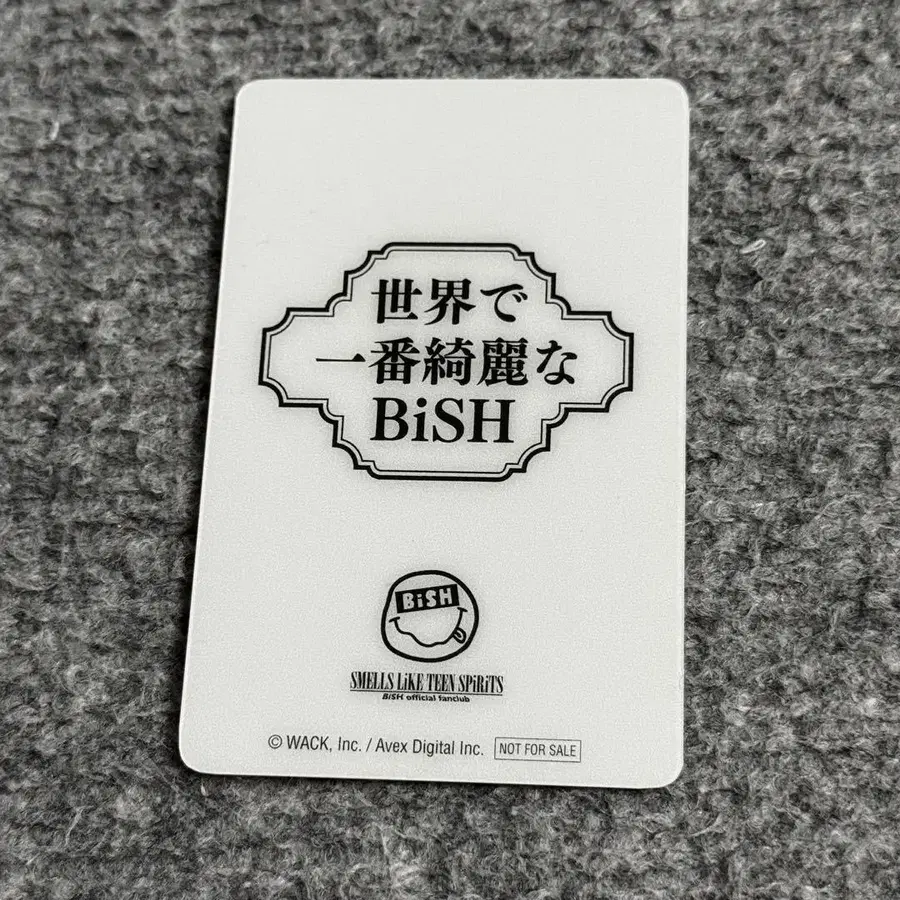 世界で
一番綺麗な
BiSH
BiSH
SMELLS LiKE TEEN SPiRiTS
BiSH official fanclub
© WACK, Inc. / Avex Digital Inc. NOT FOR SALE